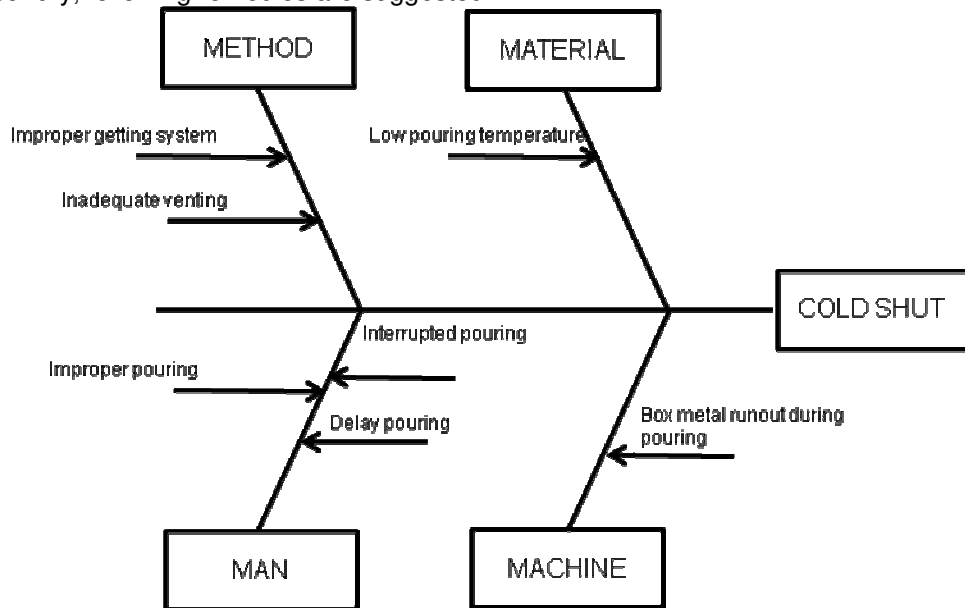 METHOD
MATERIAL
Improper getting system
Low pouring temperature
Inadequate venting
COLD SHUT
Interrupted pouring
Improper pouring
Delay pouring
Box metal runout during
pouring
MAN
MACHINE